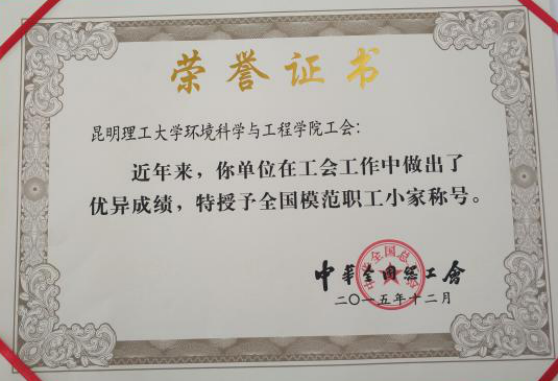 荣誉证书
昆明理工大学环境科学与工程学院工会：
近年来，你单位在工会工作中做出了
优异成绩，特授予全国模范职工小家称号。
中华全国总工会
二〇一五年十二月